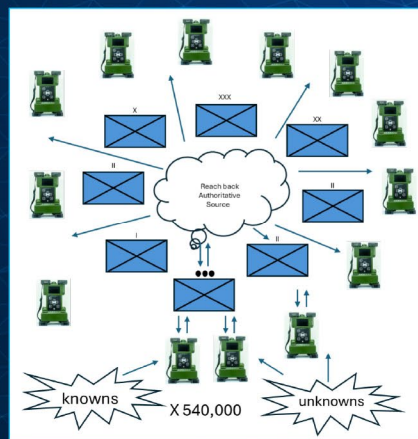 XXX
X
XX
Reach back
Authoritative
Source
II
II
I
II
●●●
knowns
X 540,000
unknowns